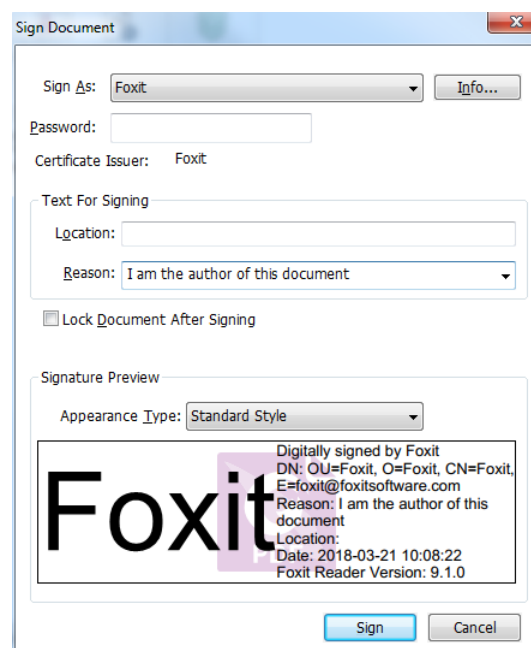 Sign Document
Sign As: Foxit Info...
Password:
Certificate Issuer: Foxit
Text For Signing
Location:
Reason: I am the author of this document
Lock Document After Signing
Signature Preview
Appearance Type: Standard Style
Foxit
Digitally signed by Foxit
DN: OU=Foxit, O=Foxit, CN=Foxit,
E=foxit@foxitsoftware.com
Reason: I am the author of this
document
Location:
Date: 2018-03-21 10:08:22
Foxit Reader Version: 9.1.0
PDF
Sign Cancel